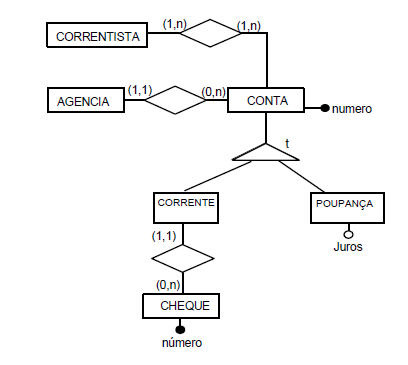 (1,n)
(1,n)
CORRENTISTA
(1,1)
(0,n)
AGENCIA
CONTA
numero
t
CORRENTE
POUPANÇA
(1,1)
Juros
(0,n)
CHEQUE
número